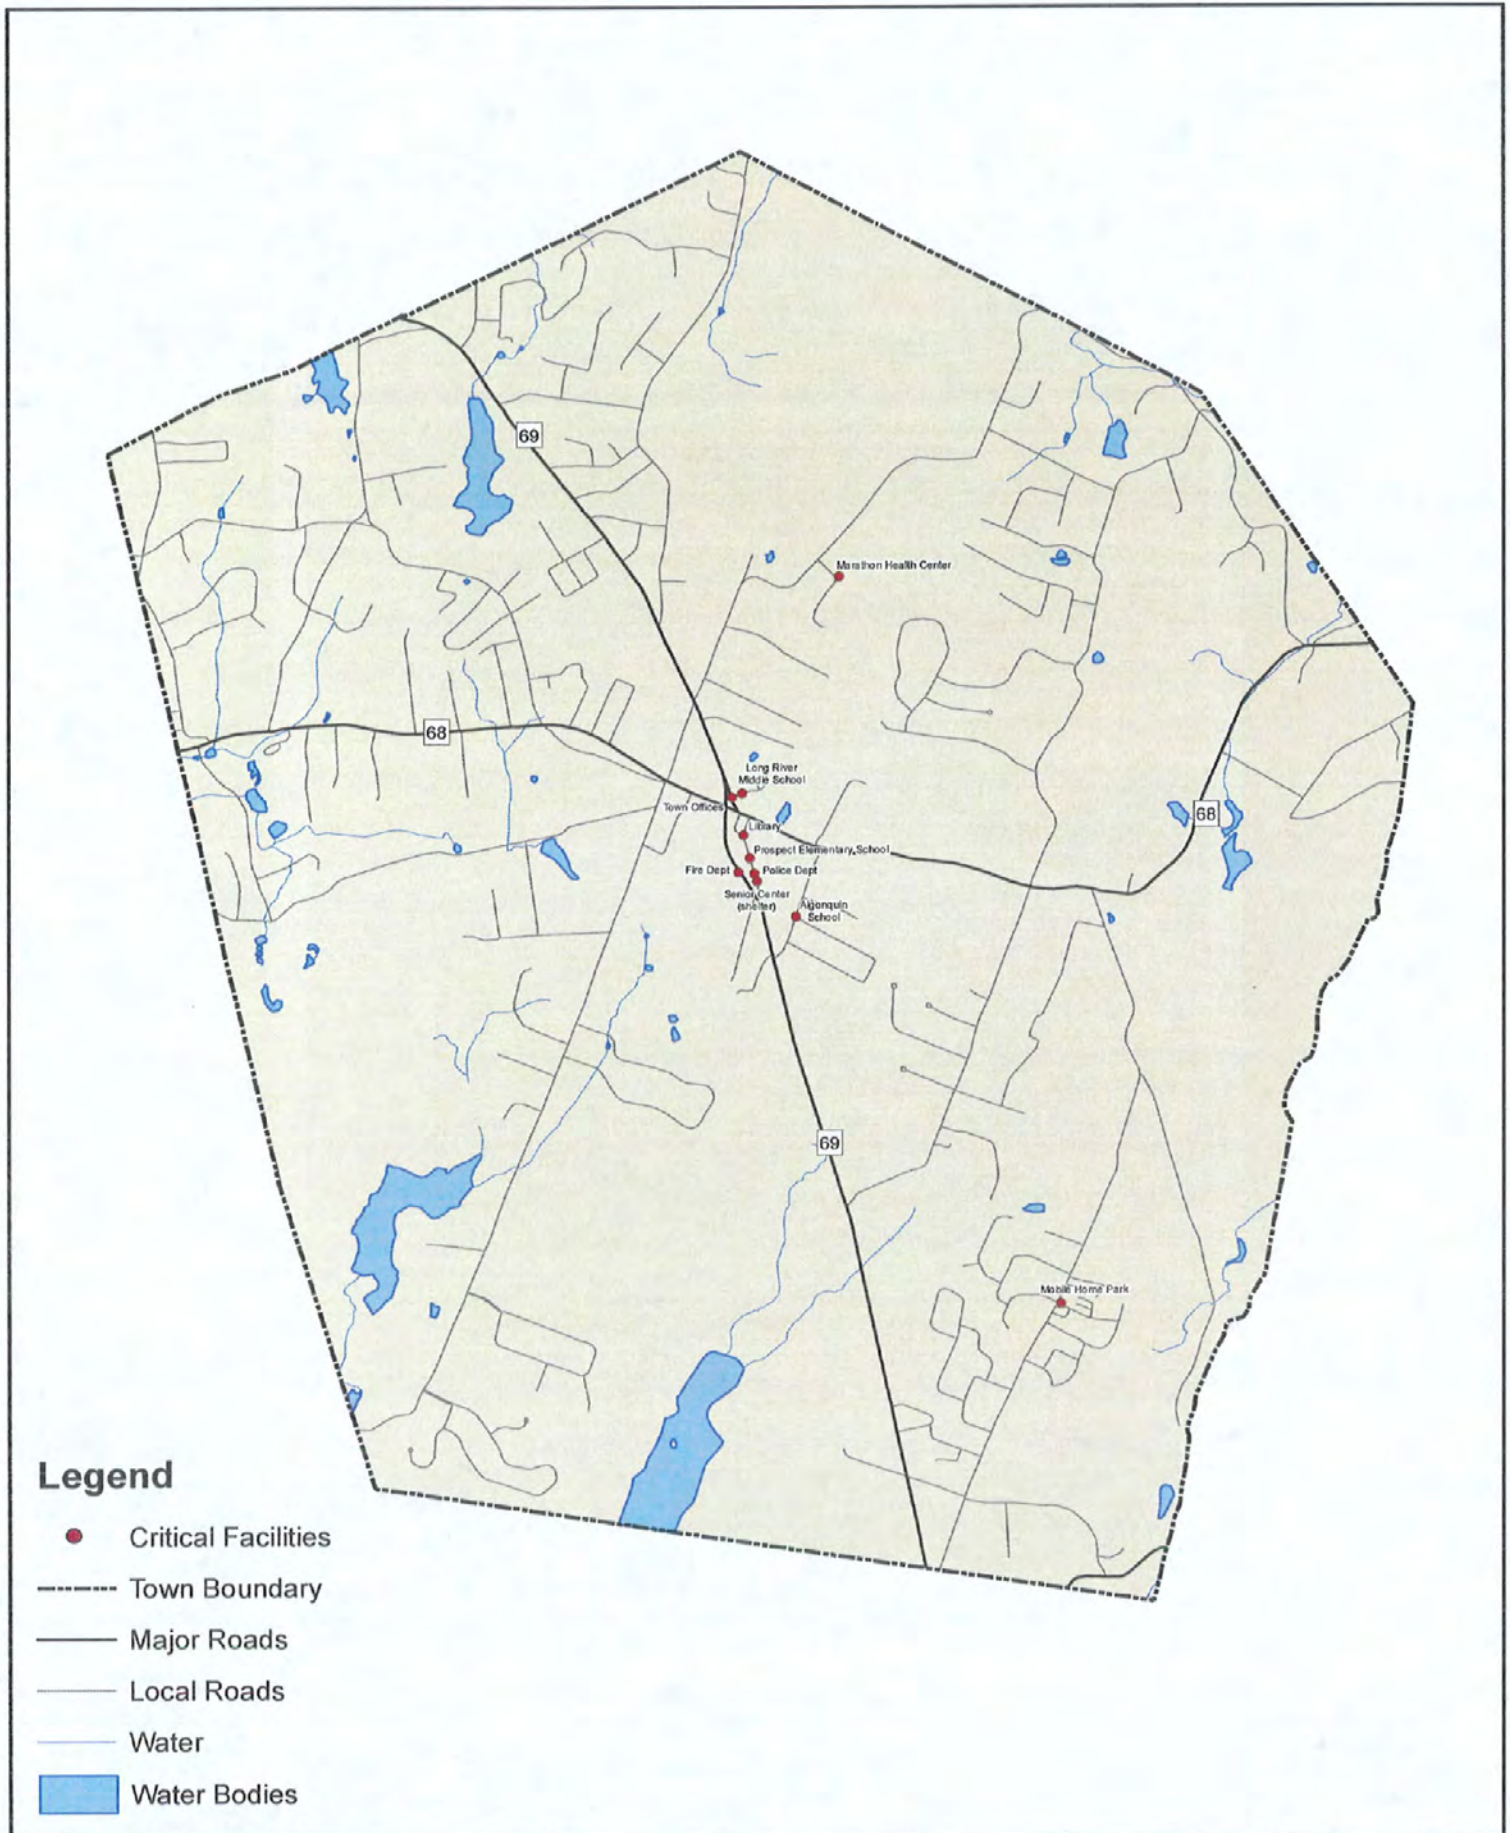 69
Marathon Health Center
68
Long River
Middle School
Town Offices
Library
68
Prospect Elementary School
Fire Dept
Police Dept
Senior Center
(shelter)
Algonquin
School
69
Mobile Home Park
Legend
Critical Facilities
Town Boundary
Major Roads
Local Roads
Water
Water Bodies